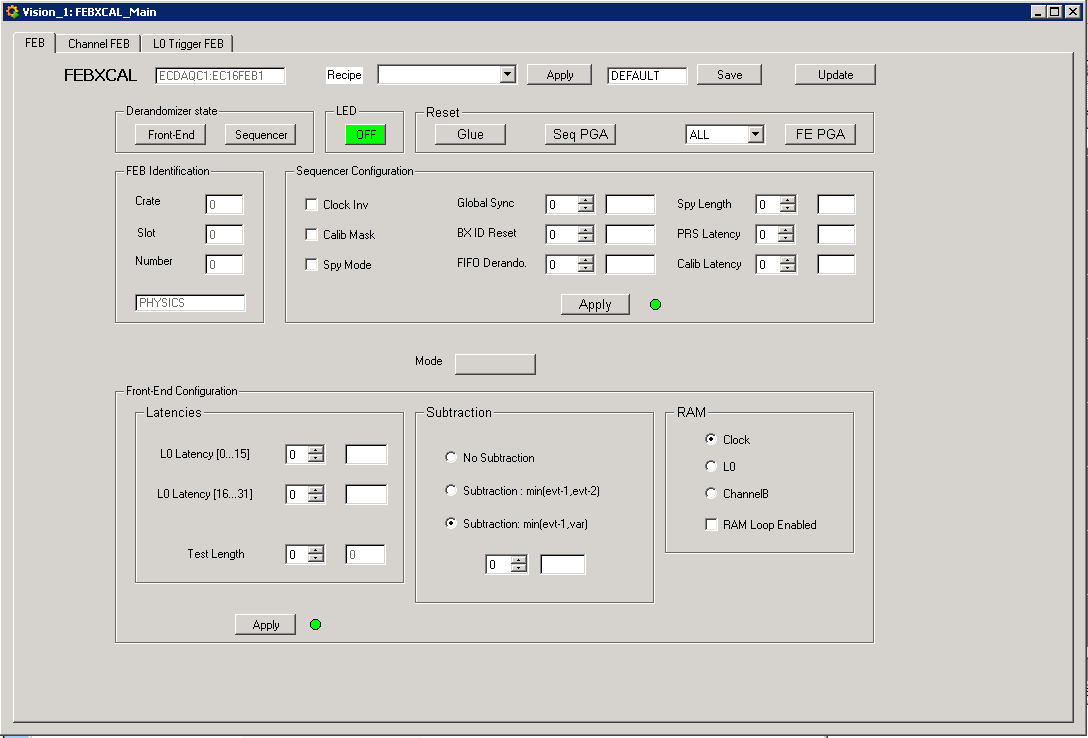 Vision_1: FEBXCAL_Main
FEB Channel FEB L0 Trigger FEB
FEBXCAL ECDAQC1:EC16FEB1 Recipe Apply DEFAULT Save Update
Derandomizer state LED Reset
Front-End Sequencer OFF Glue Seq PGA ALL FE PGA
FEB Identification Sequencer Configuration
Crate 0 Clock Inv Global Sync 0 Spy Length 0
Slot 0 Calib Mask BX ID Reset 0 PRS Latency 0
Number 0 Spy Mode FIFO Derando. 0 Calib Latency 0
PHYSICS Apply
Mode
Front-End Configuration
Latencies Subtraction RAM
Clock
L0 Latency [0...15] 0 No Subtraction L0
L0 Latency [16...31] 0 Subtraction : min(evt-1,evt-2) ChannelB
Subtraction: min(evt-1,var) RAM Loop Enabled
Test Length 0 0 0
Apply